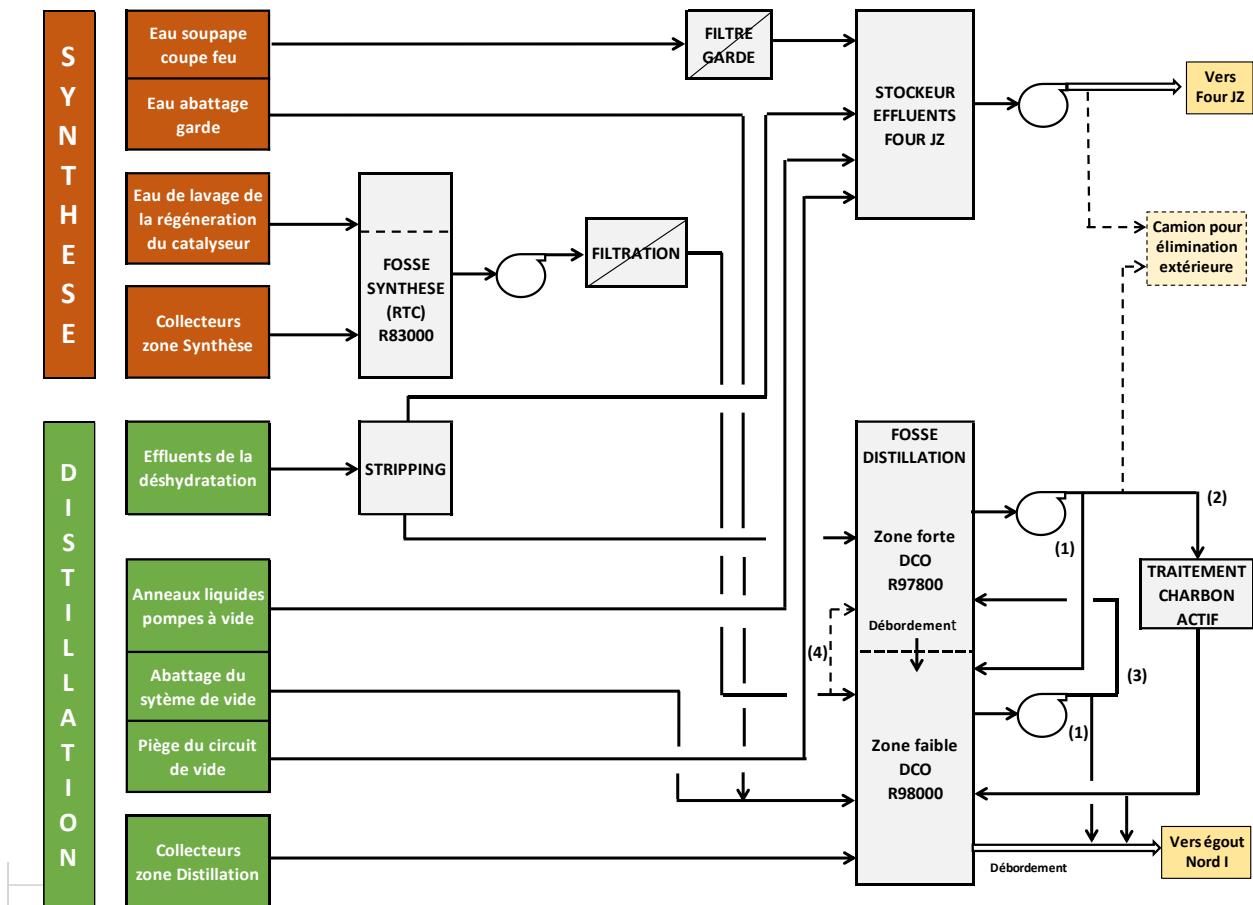 SYNTHESE
Eau soupape
coupe feu
Eau abattage
garde
Eau de lavage de
la régéneration
du catalyseur
Collecteurs
zone Synthèse
FOSSE
SYNTHESE
(RTC)
R83000
FILTRATION
FILTRE
GARDE
STOCKEUR
EFFLUENTS
FOUR JZ
Vers
Four JZ
Camion pour
élimination
extérieure
DISTILLATION
Effluents de la
déshydratation
STRIPPING
Anneaux liquides
pompes à vide
Abattage du
sytème de vide
Piège du circuit
de vide
Collecteurs
zone Distillation
FOSSE
DISTILLATION
Zone forte
DCO
R97800
Débordement
Zone faible
DCO
R98000
(1)
(2)
TRAITEMENT
CHARBON
ACTIF
(4)
(3)
(1)
Débordement
Vers égout
Nord I